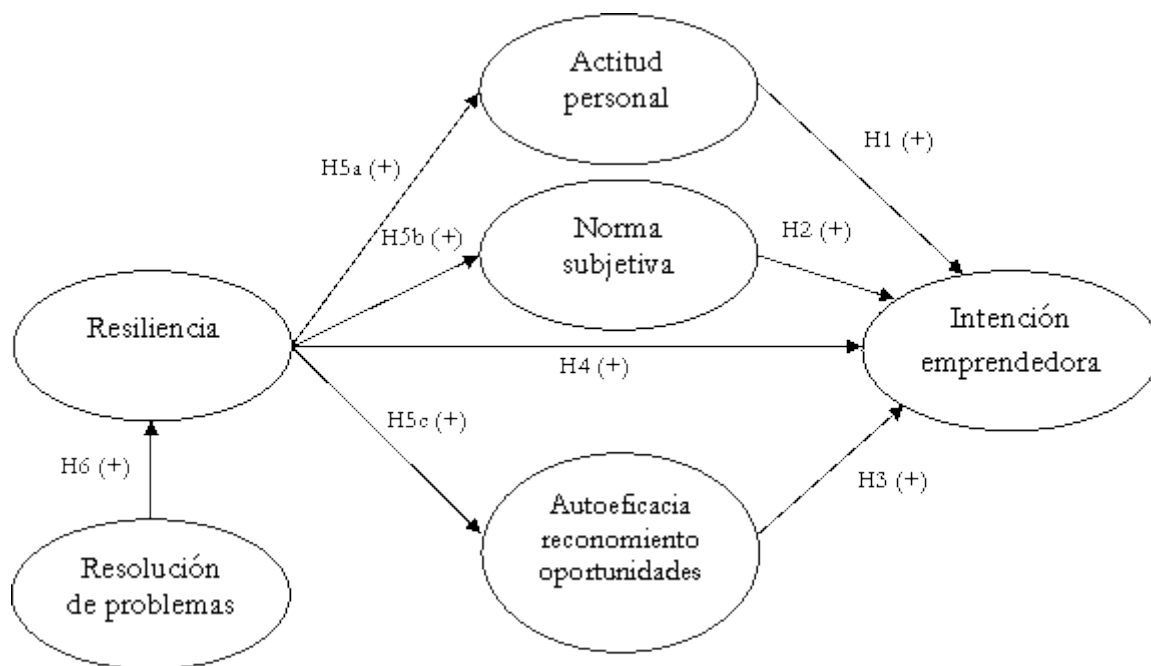 Actitud
personal
H1 (+)
H5a (+)
Norma
subjetiva
H2 (+)
H5b (+)
Resiliencia
Intención
emprendedora
H4 (+)
H5c (+)
H6 (+)
H3 (+)
Autoeficacia
reconomiento
oportunidades
Resolución
de problemas